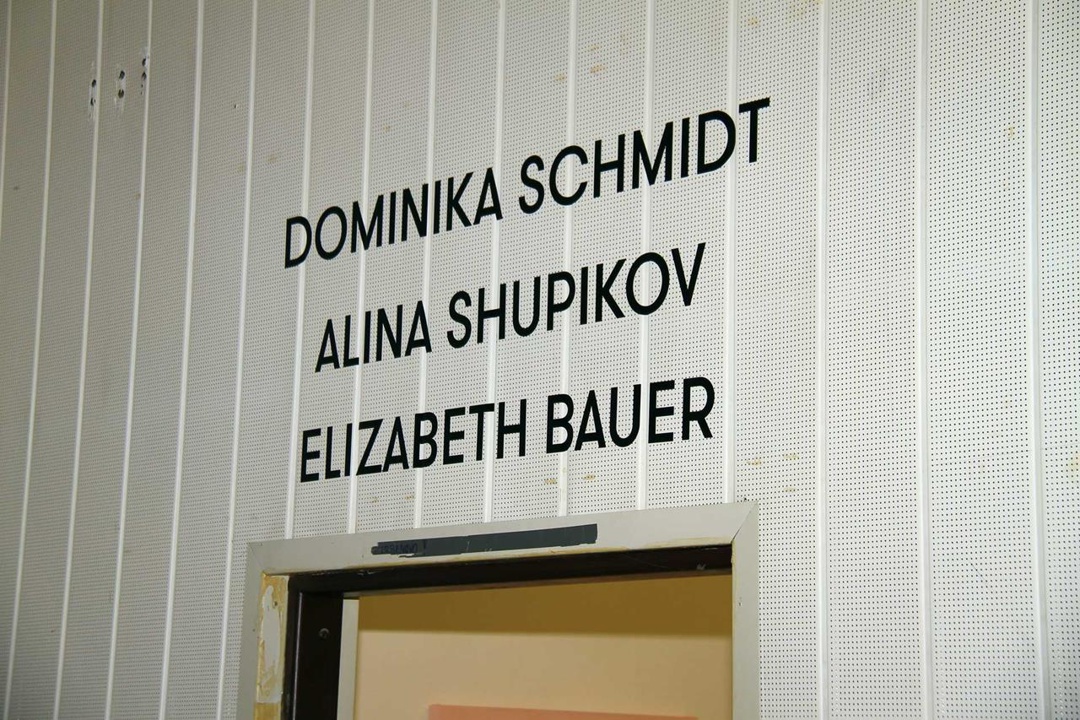 DOMINIKA SCHMIDT
ALINA SHUPIKOV
ELIZABETH BAUER